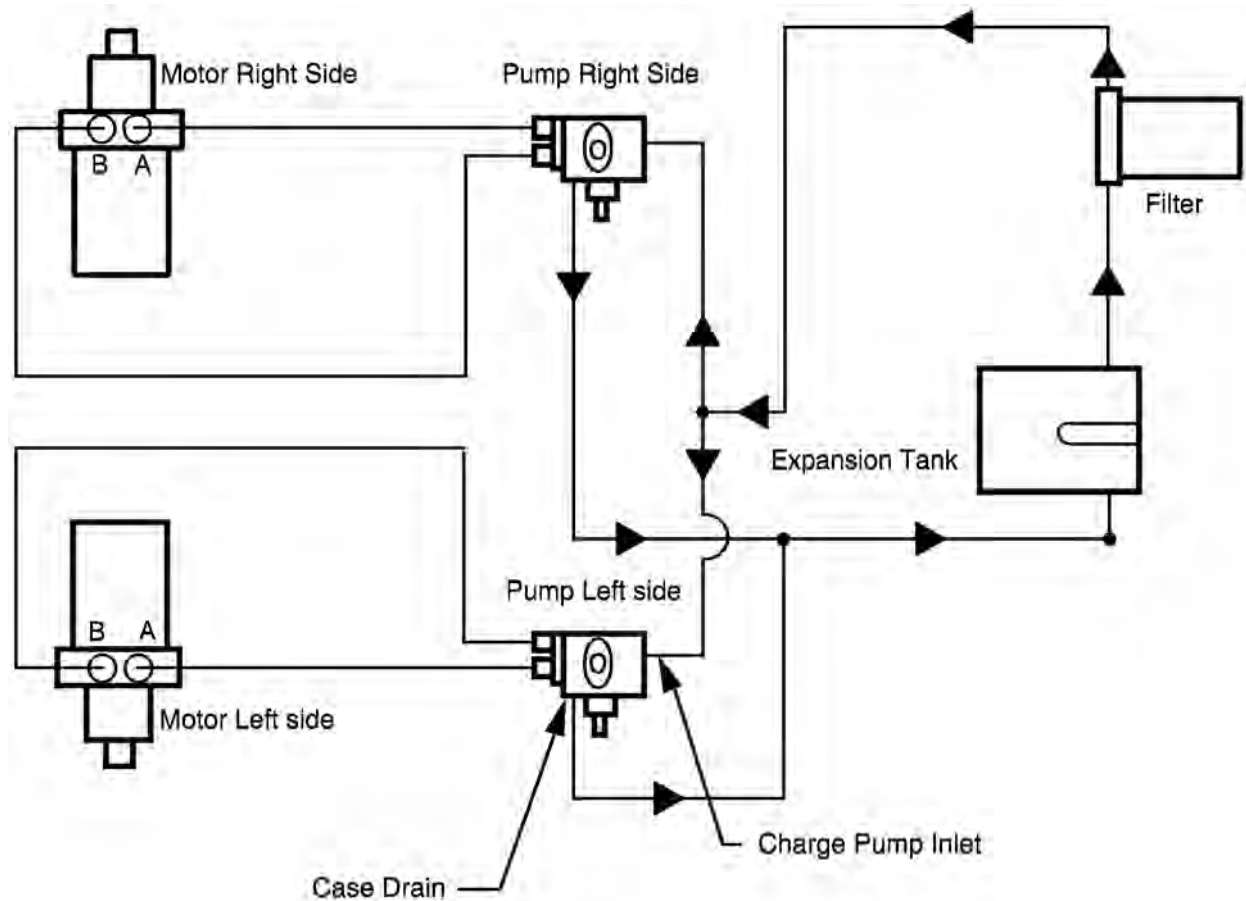 Motor Right Side
Pump Right Side
B A
Filter
Expansion Tank
Pump Left side
B A
Motor Left side
Charge Pump Inlet
Case Drain